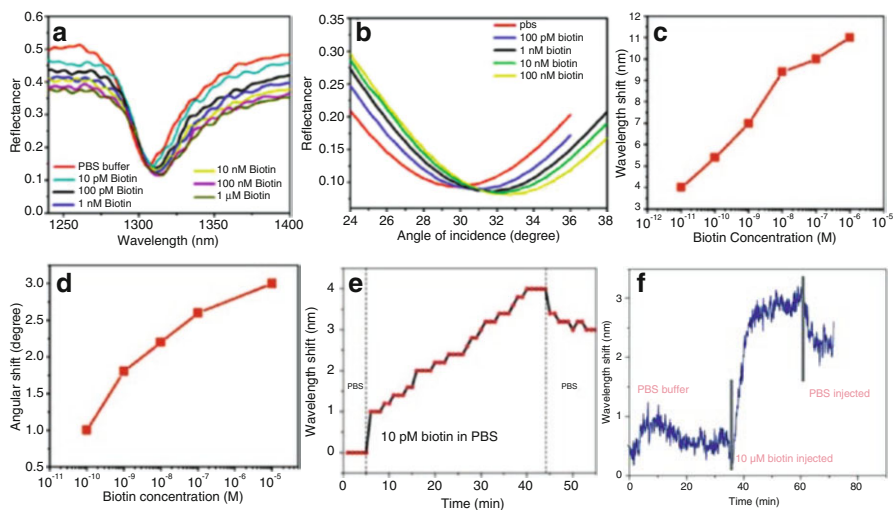 a
Reflectancer
0.6
0.5
0.4
0.3
0.2
0.1
0.0
PBS buffer
10 pM Biotin
100 pM Biotin
1 nM Biotin
10 nM Biotin
100 nM Biotin
1 µM Biotin
1250
1300
1350
1400
Wavelength (nm)
b
Reflectancer
0.35
0.30
0.25
0.20
0.15
0.10
pbs
100 pM biotin
1 nM biotin
10 nM biotin
100 nM biotin
24 26 28 30 32 34 36 38
Angle of incidence (degree)
c
Wavelength shift (nm)
12
11
10
9
8
7
6
5
4
3
10⁻¹² 10⁻¹¹ 10⁻¹⁰ 10⁻⁹ 10⁻⁸ 10⁻⁷ 10⁻⁶ 10⁻⁵
Biotin Concentration (M)
d
Angular shift (degree)
3.0
2.5
2.0
1.5
1.0
0.5
10⁻¹¹ 10⁻¹⁰ 10⁻⁹ 10⁻⁸ 10⁻⁷ 10⁻⁶ 10⁻⁵
Biotin concentration (M)
e
Wavelength shift (nm)
4
3
2
1
0
PBS
PBS
10 pM biotin in PBS
0 10 20 30 40 50
Time (min)
f
Wavelength shift (nm)
3
2
1
0
PBS buffer
PBS injected
10 µM biotin injected
0 20 40 60 80
Time (min)